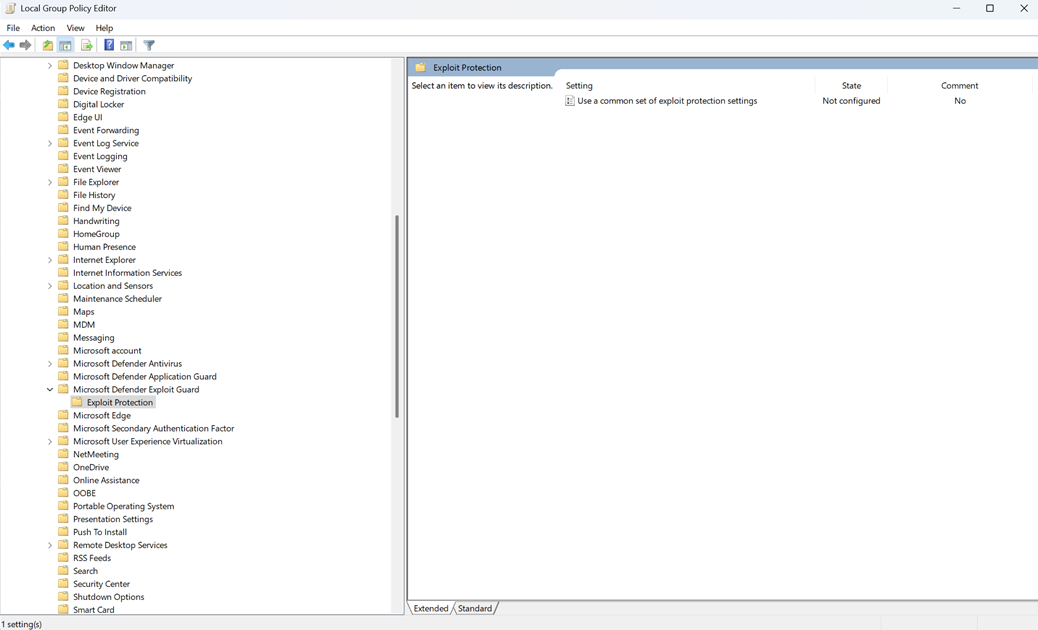 Local Group Policy Editor
File Action View Help
Desktop Window Manager
Device and Driver Compatibility
Device Registration
Digital Locker
Edge UI
Event Forwarding
Event Log Service
Event Logging
Event Viewer
File Explorer
File History
Find My Device
Handwriting
HomeGroup
Human Presence
Internet Explorer
Internet Information Services
Location and Sensors
Maintenance Scheduler
Maps
MDM
Messaging
Microsoft account
Microsoft Defender Antivirus
Microsoft Defender Application Guard
Microsoft Defender Exploit Guard
Exploit Protection
Microsoft Edge
Microsoft Secondary Authentication Factor
Microsoft User Experience Virtualization
NetMeeting
OneDrive
Online Assistance
OOBE
Portable Operating System
Presentation Settings
Push To Install
Remote Desktop Services
RSS Feeds
Search
Security Center
Shutdown Options
Smart Card
Exploit Protection
Select an item to view its description.
Setting State Comment
Use a common set of exploit protection settings Not configured No
Extended Standard
1 setting(s)